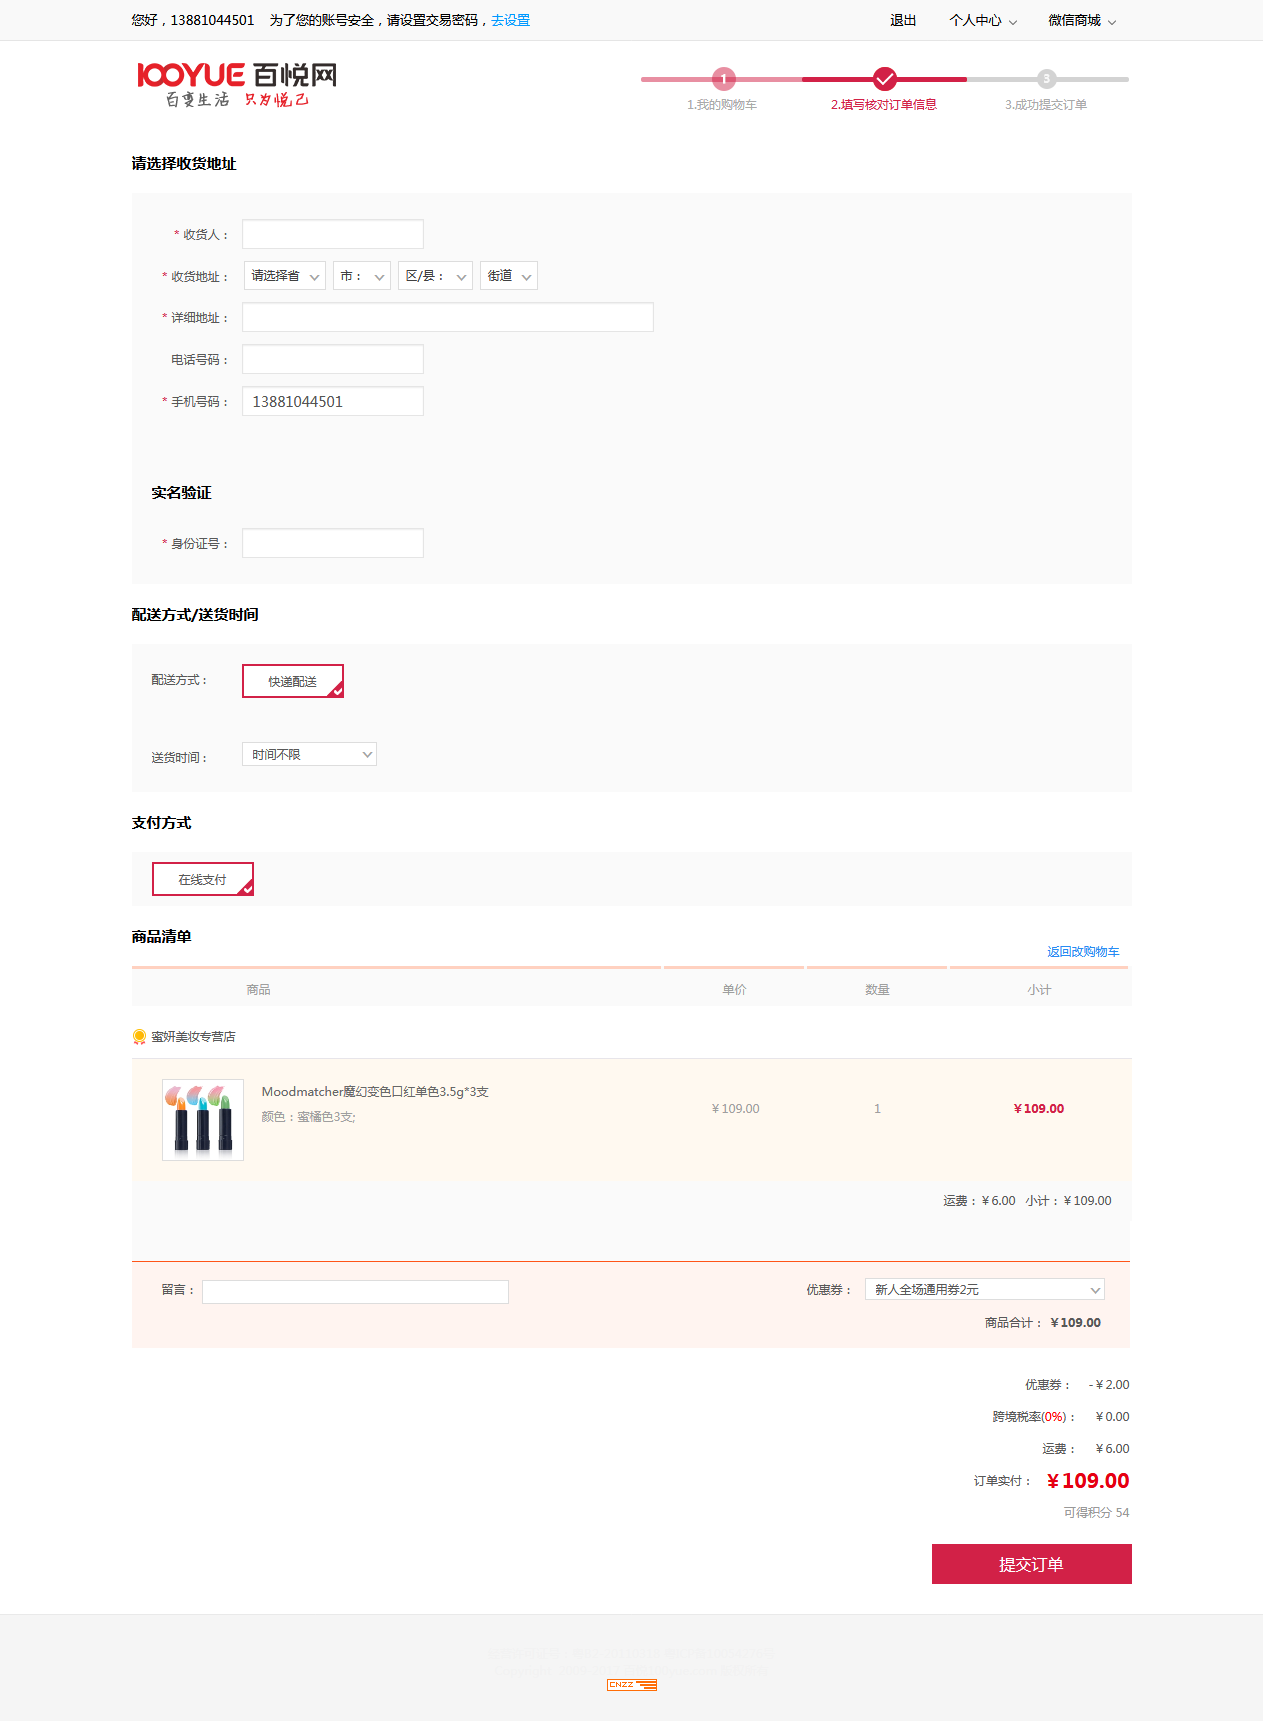 您好，13881044501 为了您的账号安全，请设置交易密码，去设置 退出 个人中心 微信商城
100YUE 百悦网
百变生活 只为悦己
1 3
1.我的购物车 2.填写核对订单信息 3.成功提交订单
请选择收货地址
* 收货人：
* 收货地址： 请选择省 市： 区/县： 街道
* 详细地址：
电话号码：
* 手机号码： 13881044501
实名验证
* 身份证号：
配送方式/送货时间
配送方式： 快递配送
送货时间： 时间不限
支付方式
在线支付
商品清单
返回改购物车
商品 单价 数量 小计
蜜妍美妆专营店
Moodmatcher魔幻变色口红单色3.5g*3支
颜色：蜜橘色3支;
￥109.00 1 ￥109.00
运费：￥6.00 小计：￥109.00
留言： 优惠券： 新人全场通用券2元
商品合计：￥109.00
优惠券： -￥2.00
跨境税率(0%)： ￥0.00
运费： ￥6.00
订单实付： ￥109.00
可得积分 54
提交订单
CNZZ